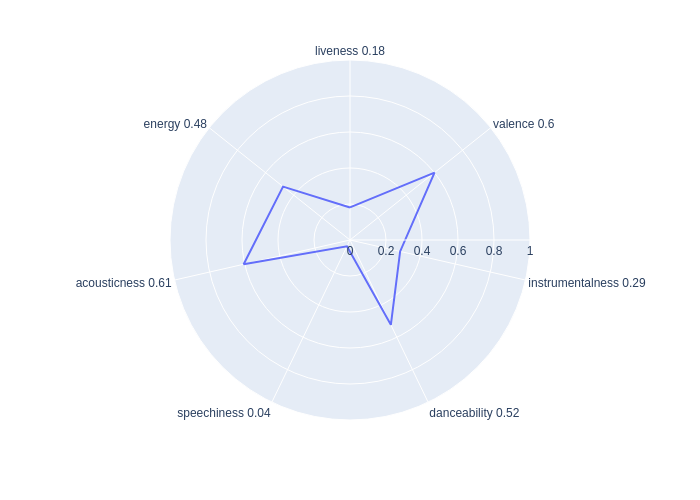 liveness 0.18
energy 0.48
valence 0.6
0 0.2 0.4 0.6 0.8 1
acousticness 0.61
instrumentalness 0.29
speechiness 0.04
danceability 0.52